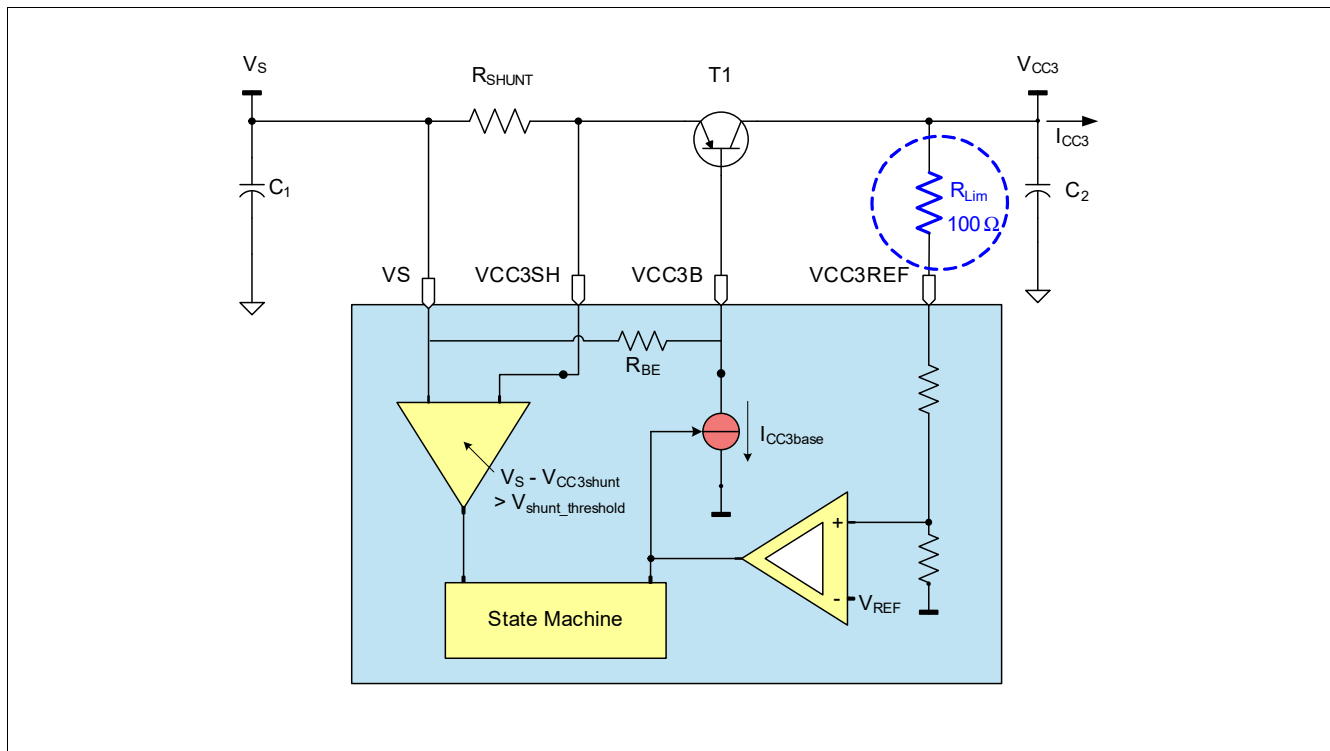 VS
RSHUNT
T1
VCC3
ICC3
C1
RLim
100 Ω
C2
VS
VCC3SH
VCC3B
VCC3REF
RBE
ICC3base
VS - VCC3shunt
> Vshunt_threshold
+
-
VREF
State Machine